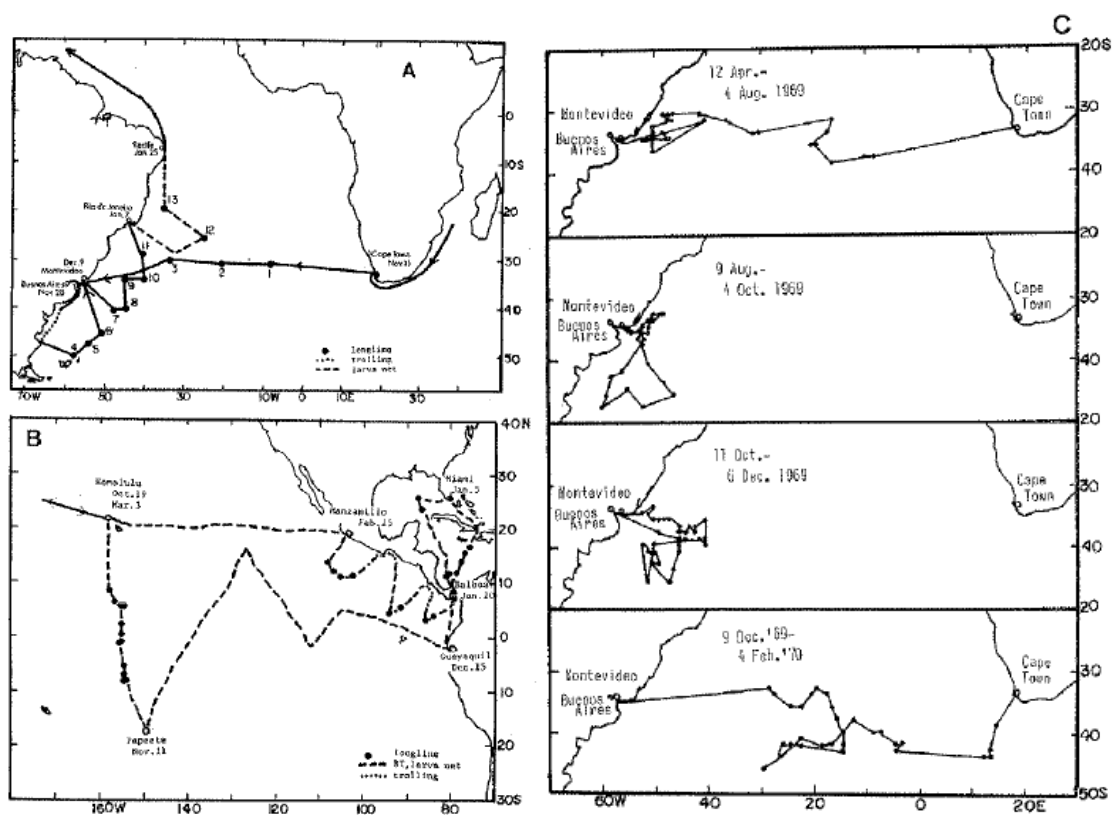 A
Recife
Jan.25
13
Rio de Janeiro
12
11
Dec.9
Montevideo
Buenos Aires
Nov.28
3
2
1
Cape Town
9
10
8
7
6
5
4
longling
trolling
larva net
0
10S
20
30
40
50
70W
50
30
10W
0
10E
30
B
Honolulu
Oct.19
Mar.3
Manzanillo
Feb.15
Miami
Jan.5
Balboa
Jan.20
Guayaquil
Dec.15
Papeete
Nov.11
longling
BT,larva net
trolling
40N
30
20
10
0
10
20
30S
160W
140
120
100
80
C
12 Apr.-
4 Aug. 1969
Montevideo
Buenos
Aires
Cape
Town
20S
30
40
20
9 Aug.-
4 Oct. 1969
Montevideo
Buenos
Aires
Cape
Town
30
40
20
11 Oct.-
6 Dec. 1969
Montevideo
Buenos
Aires
Cape
Town
30
40
20
9 Dec.'69-
4 Feb.'70
Montevideo
Buenos
Aires
Cape
Town
30
40
50S
60W
40
20
0
20E